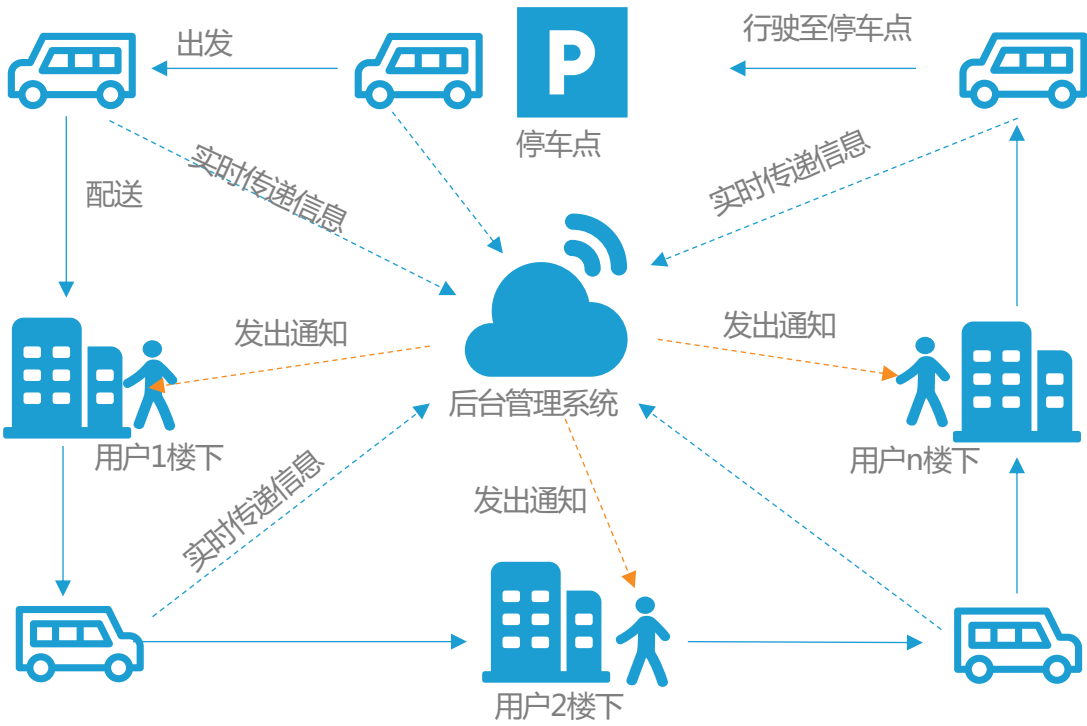 出发
P
行驶至停车点
停车点
配送
实时传递信息
实时传递信息
发出通知
发出通知
后台管理系统
用户1楼下
用户n楼下
实时传递信息
发出通知
用户2楼下